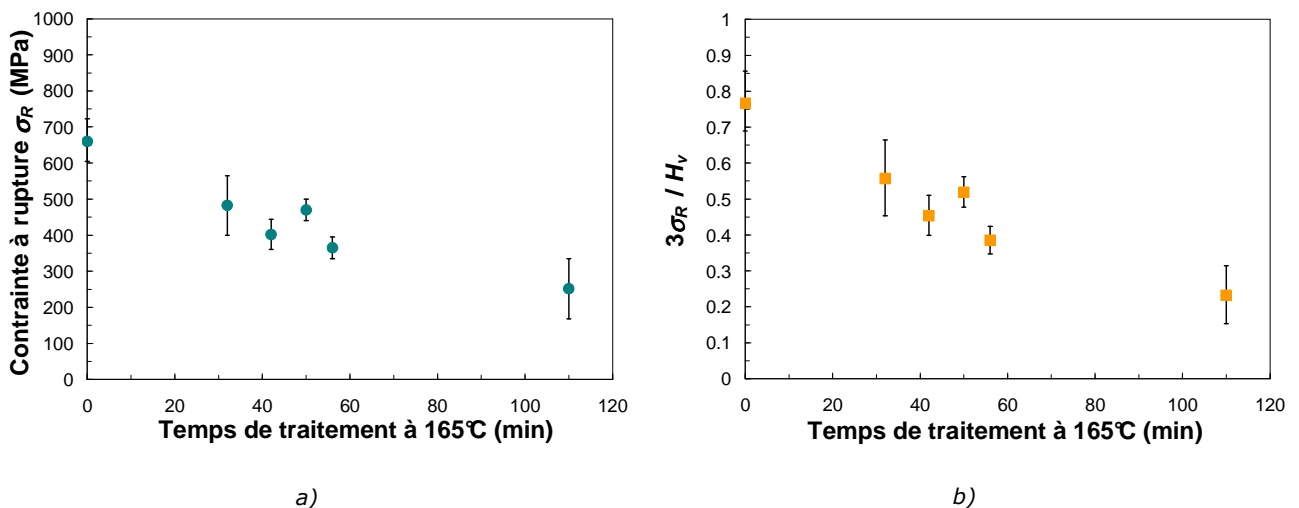 Contrainte à rupture σR (MPa)
1000
900
800
700
600
500
400
300
200
100
0
0 20 40 60 80 100 120
Temps de traitement à 165°C (min)
a)
3σR / Hv
1
0.9
0.8
0.7
0.6
0.5
0.4
0.3
0.2
0.1
0
0 20 40 60 80 100 120
Temps de traitement à 165°C (min)
b)